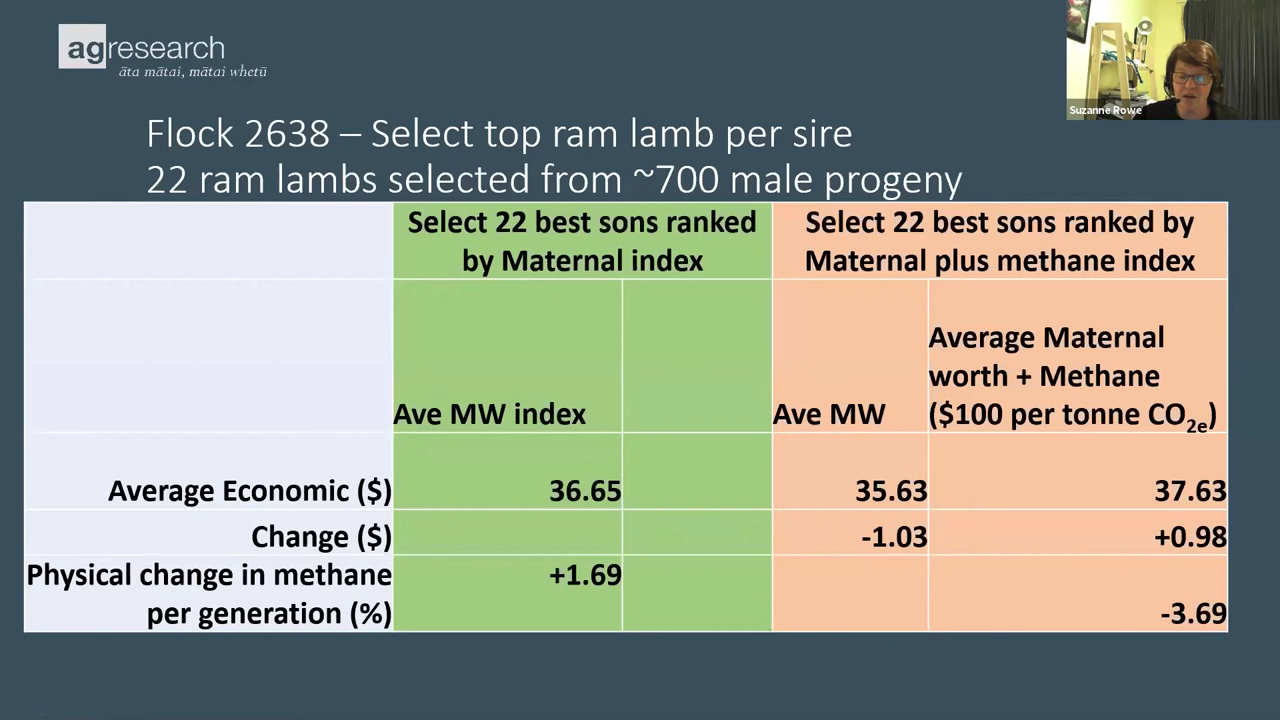 agresearch
āta mātai, mātai whetū
Suzanne Rowe
Flock 2638 – Select top ram lamb per sire
22 ram lambs selected from ~700 male progeny
Select 22 best sons ranked
by Maternal index
Select 22 best sons ranked by
Maternal plus methane index
Ave MW index
Ave MW
Average Maternal
worth + Methane
($100 per tonne CO2e)
Average Economic ($) 36.65 35.63 37.63
Change ($) -1.03 +0.98
Physical change in methane +1.69
per generation (%) -3.69